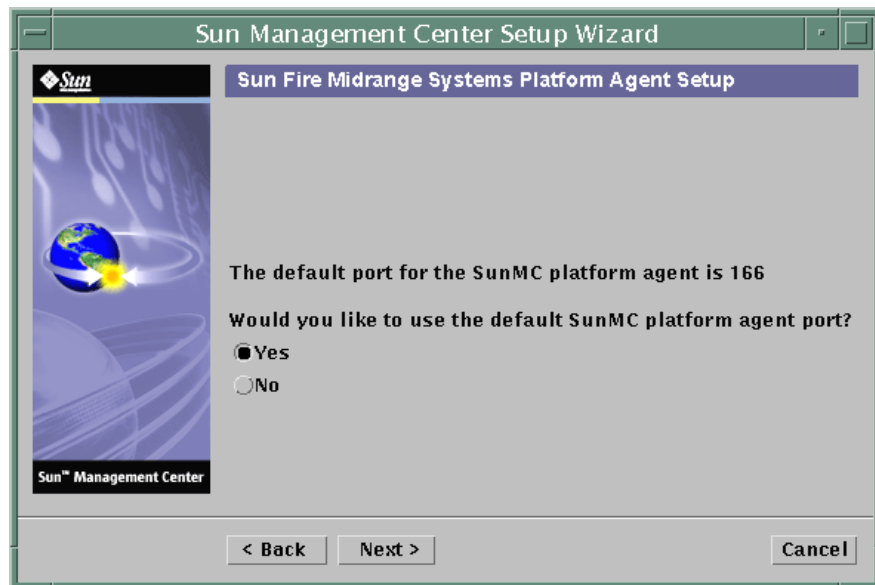 Sun Management Center Setup Wizard
Sun
Sun Fire Midrange Systems Platform Agent Setup
The default port for the SunMC platform agent is 166
Would you like to use the default SunMC platform agent port?
Yes
No
Sun™ Management Center
< Back
Next >
Cancel